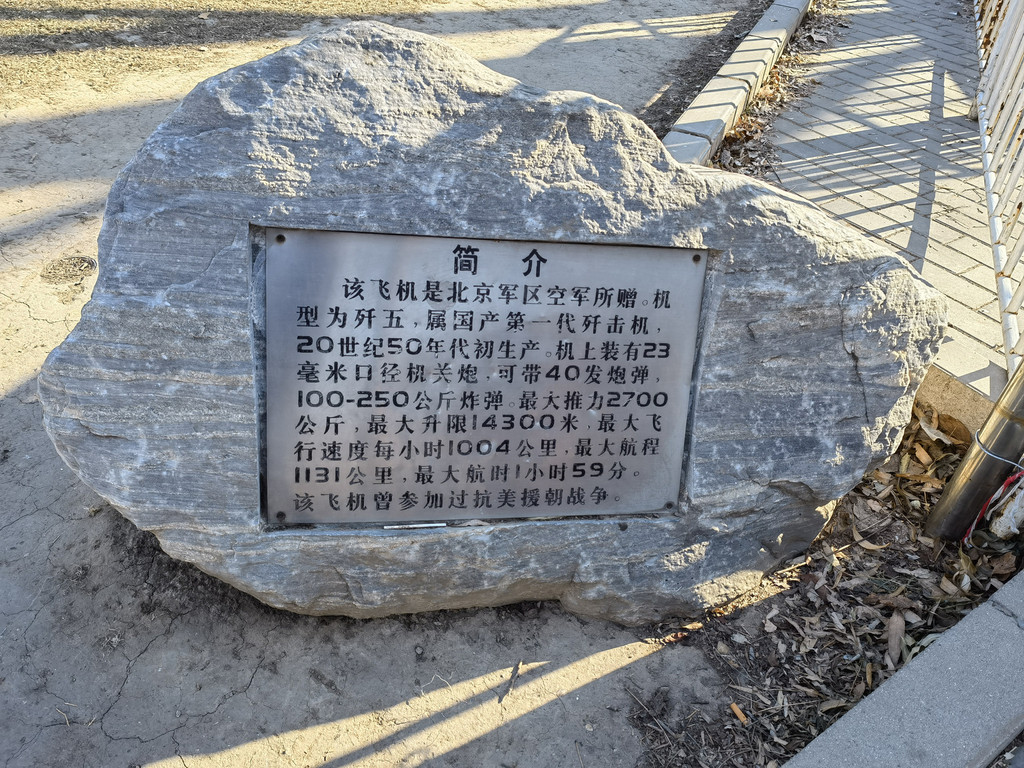 简 介
该飞机是北京军区空军所赠。机
型为歼五，属国产第一代歼击机，
20世纪50年代初生产。机上装有23
毫米口径机关炮，可带40发炮弹，
100-250公斤炸弹。最大推力2700
公斤，最大升限14300米，最大飞
行速度每小时1004公里，最大航程
1131公里，最大航时1小时59分。
该飞机曾参加过抗美援朝战争。